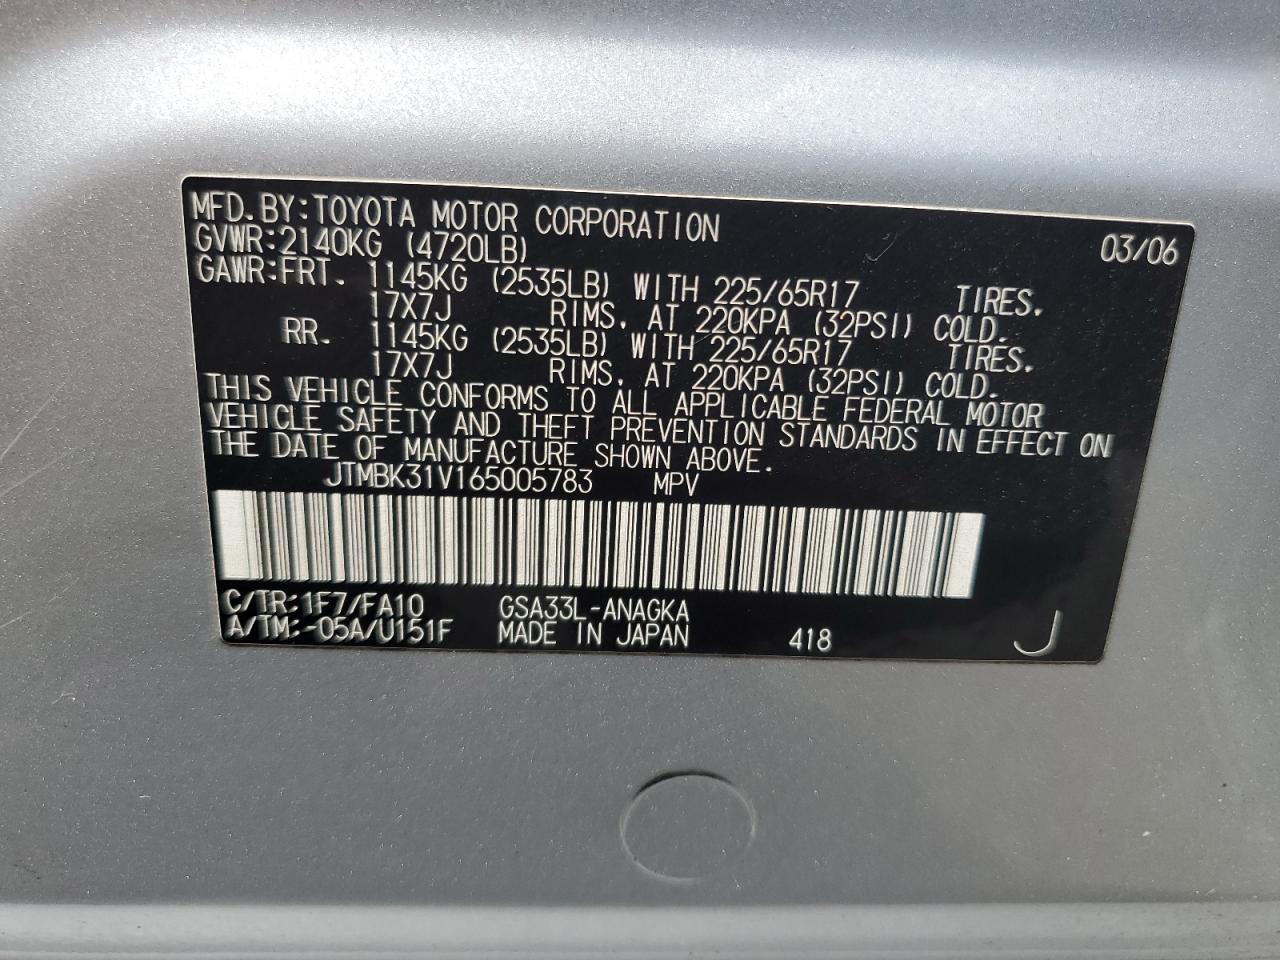 MFD.BY:TOYOTA MOTOR CORPORATION 03/06
GVWR:2140KG (4720LB)
GAWR:FRT. 1145KG (2535LB) WITH 225/65R17 TIRES.
17X7J RIMS, AT 220KPA (32PSI) COLD.
RR. 1145KG (2535LB) WITH 225/65R17 TIRES.
17X7J RIMS, AT 220KPA (32PSI) COLD.
THIS VEHICLE CONFORMS TO ALL APPLICABLE FEDERAL MOTOR
VEHICLE SAFETY AND THEFT PREVENTION STANDARDS IN EFFECT ON
THE DATE OF MANUFACTURE SHOWN ABOVE.
JTMBK31V165005783 MPV
C/TR:1F7/FA10 GSA33L-ANAGKA
A/TM:-05A/U151F MADE IN JAPAN 418 J